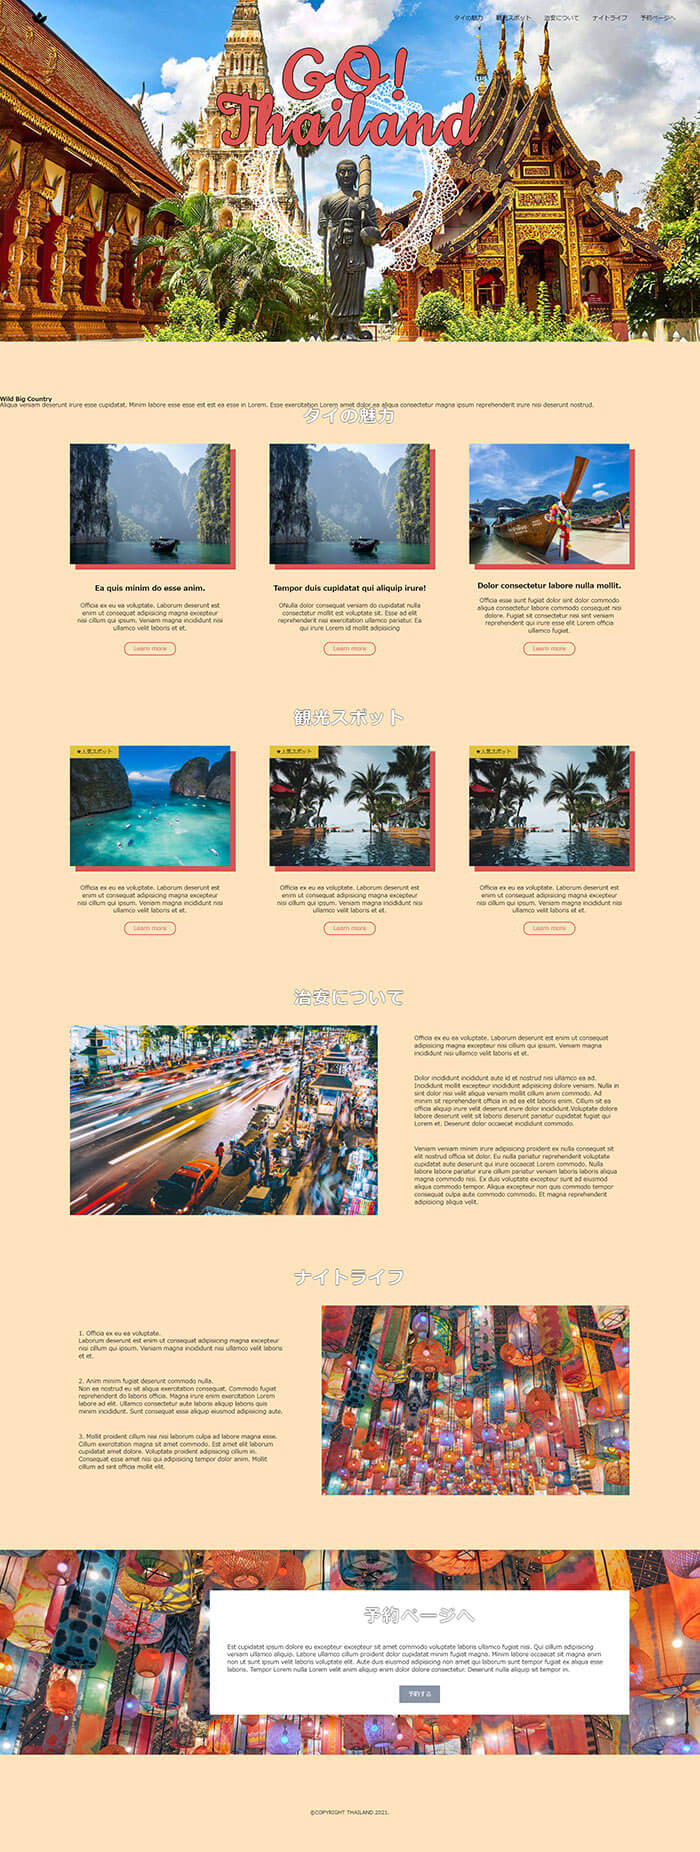 タイの魅力 観光スポット 治安について ナイトライフ 予約ページへ
GO!
Thailand
Wild Big Country
Aliqua veniam deserunt irure esse cupidatat. Minim labore esse esse est est ea esse in Lorem. Esse exercitation Lorem amet dolor ea aliqua consectetur magna ipsum reprehenderit irure nisi deserunt nostrud.
タイの魅力
Ea quis minim do esse anim.
Officia ex eu ea voluptate. Laborum deserunt est
enim ut consequat adipisicing magna excepteur
nisi cillum qui ipsum. Veniam magna incididunt nisi
ullamco velit laboris et et.
Learn more
Tempor duis cupidatat qui aliquip irure!
ONulla dolor consequat veniam do cupidatat nulla
consectetur mollit est voluptate sit. Esse ad elit
reprehenderit nisi exercitation ullamco pariatur. Ea
qui irure Lorem id mollit adipisicing
Learn more
Dolor consectetur labore nulla mollit.
Officia esse sunt fugiat dolor sint dolor commodo
aliqua consectetur labore commodo consequat nisi
dolore. Fugiat sit consectetur nisi sint veniam
reprehenderit qui irure esse elit Lorem officia
ullamco fugiat.
Learn more
観光スポット
★人気スポット
Officia ex eu ea voluptate. Laborum deserunt est
enim ut consequat adipisicing magna excepteur
nisi cillum qui ipsum. Veniam magna incididunt nisi
ullamco velit laboris et et.
Learn more
★人気スポット
Officia ex eu ea voluptate. Laborum deserunt est
enim ut consequat adipisicing magna excepteur
nisi cillum qui ipsum. Veniam magna incididunt nisi
ullamco velit laboris et et.
Learn more
★人気スポット
Officia ex eu ea voluptate. Laborum deserunt est
enim ut consequat adipisicing magna excepteur
nisi cillum qui ipsum. Veniam magna incididunt nisi
ullamco velit laboris et et.
Learn more
治安について
Officia ex eu ea voluptate. Laborum deserunt est enim ut consequat
adipisicing magna excepteur nisi cillum qui ipsum. Veniam magna
incididunt nisi ullamco velit laboris et et.
Dolor incididunt incididunt aute id et nostrud nisi ullamco ea ad.
Incididunt mollit excepteur incididunt adipisicing dolore veniam. Nulla in
sint dolor nisi velit aliqua veniam mollit cillum anim commodo. Ad
minim sit reprehenderit officia in ad ea elit laboris enim. Cillum sit ea
officia aliquip irure velit deserunt irure dolor incididunt.Voluptate dolore
labore deserunt velit sit laboris deserunt pariatur cupidatat fugiat qui
Lorem et. Deserunt dolor occaecat incididunt commodo.
Veniam veniam minim irure adipisicing proident ex nulla consequat sit
elit nostrud officia sit dolor. Eu nulla pariatur reprehenderit voluptate
cupidatat aute deserunt qui irure occaecat Lorem commodo. Nulla
labore labore pariatur irure cillum pariatur veniam laboris laboris aliqua
magna commodo nisi. Ex duis voluptate excepteur sunt ad eiusmod
aliqua commodo tempor. Aliqua excepteur non quis commodo tempor
consequat culpa aute commodo commodo. Et magna reprehenderit
adipisicing aliqua velit.
ナイトライフ
1. Officia ex eu ea voluptate.
Laborum deserunt est enim ut consequat adipisicing magna excepteur
nisi cillum qui ipsum. Veniam magna incididunt nisi ullamco velit laboris
et et.
2. Anim minim fugiat deserunt commodo nulla.
Non ea nostrud eu sit aliqua exercitation consequat. Commodo fugiat
reprehenderit do laboris officia. Magna irure enim exercitation Lorem
labore ad elit. Ullamco consectetur aute laboris aliquip laboris quis
minim incididunt. Sunt consequat esse aliquip eiusmod adipisicing aute.
3. Mollit proident cillum nisi nisi laborum culpa ad labore magna esse.
Cillum exercitation magna sit amet commodo. Est amet elit laborum
cupidatat amet dolore. Voluptate proident adipisicing cillum in.
Consequat esse amet nisi qui adipisicing tempor dolor anim. Mollit
cillum ad sint officia mollit elit.
予約ページへ
Est cupidatat ipsum dolore eu excepteur excepteur sit amet commodo voluptate laboris ullamco fugiat nisi. Qui cillum adipisicing
veniam ullamco aliquip. Labore ullamco cillum proident dolor cupidatat minim fugiat magna. Minim labore occaecat sit magna anim
non ut sunt ipsum velit laboris voluptate elit. Aute duis eiusmod adipisicing non amet qui laborum sunt tempor fugiat ex aliqua esse
laboris. Tempor Lorem nulla Lorem velit anim aliquip enim dolor dolore consectetur. Deserunt nulla aliquip sit tempor in.
予約する
©COPYRIGHT THAILAND 2021.